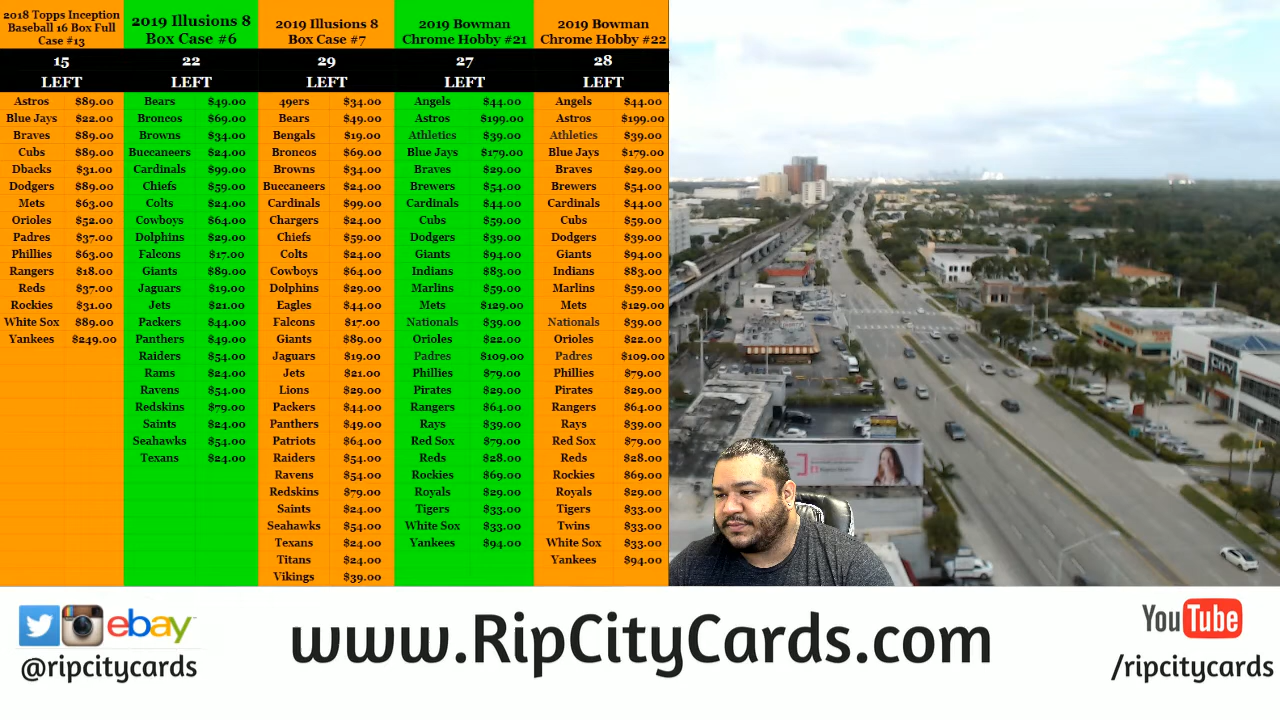 2018 Topps Inception
Baseball 16 Box Full
Case #13
15
LEFT
Astros $89.00
Blue Jays $22.00
Braves $89.00
Cubs $89.00
Dbacks $31.00
Dodgers $89.00
Mets $63.00
Orioles $52.00
Padres $37.00
Phillies $63.00
Rangers $18.00
Reds $37.00
Rockies $31.00
White Sox $89.00
Yankees $249.00
2019 Illusions 8
Box Case #6
22
LEFT
Bears $49.00
Broncos $69.00
Browns $34.00
Buccaneers $24.00
Cardinals $99.00
Chiefs $59.00
Colts $24.00
Cowboys $64.00
Dolphins $29.00
Falcons $17.00
Giants $89.00
Jaguars $19.00
Jets $21.00
Packers $44.00
Panthers $49.00
Raiders $54.00
Rams $24.00
Ravens $54.00
Redskins $79.00
Saints $24.00
Seahawks $54.00
Texans $24.00
2019 Illusions 8
Box Case #7
29
LEFT
49ers $34.00
Bears $49.00
Bengals $19.00
Broncos $69.00
Browns $34.00
Buccaneers $24.00
Cardinals $99.00
Chargers $24.00
Chiefs $59.00
Colts $24.00
Cowboys $64.00
Dolphins $29.00
Eagles $44.00
Falcons $17.00
Giants $89.00
Jaguars $19.00
Jets $21.00
Lions $29.00
Packers $44.00
Panthers $49.00
Patriots $64.00
Raiders $54.00
Ravens $54.00
Redskins $79.00
Saints $24.00
Seahawks $54.00
Texans $24.00
Titans $24.00
Vikings $39.00
2019 Bowman
Chrome Hobby #21
27
LEFT
Angels $44.00
Astros $199.00
Athletics $39.00
Blue Jays $179.00
Braves $29.00
Brewers $54.00
Cardinals $44.00
Cubs $59.00
Dodgers $39.00
Giants $94.00
Indians $83.00
Marlins $59.00
Mets $129.00
Nationals $39.00
Orioles $22.00
Padres $109.00
Phillies $79.00
Pirates $29.00
Rangers $64.00
Rays $39.00
Red Sox $79.00
Reds $28.00
Rockies $69.00
Royals $29.00
Tigers $33.00
White Sox $33.00
Yankees $94.00
2019 Bowman
Chrome Hobby #22
28
LEFT
Angels $44.00
Astros $199.00
Athletics $39.00
Blue Jays $179.00
Braves $29.00
Brewers $54.00
Cardinals $44.00
Cubs $59.00
Dodgers $39.00
Giants $94.00
Indians $83.00
Marlins $59.00
Mets $129.00
Nationals $39.00
Orioles $22.00
Padres $109.00
Phillies $79.00
Pirates $29.00
Rangers $64.00
Rays $39.00
Red Sox $79.00
Reds $28.00
Rockies $69.00
Royals $29.00
Tigers $33.00
Twins $33.00
White Sox $33.00
Yankees $94.00
CITY
ebay
@ripcitycards
www.RipCityCards.com
YouTube
/ripcitycards